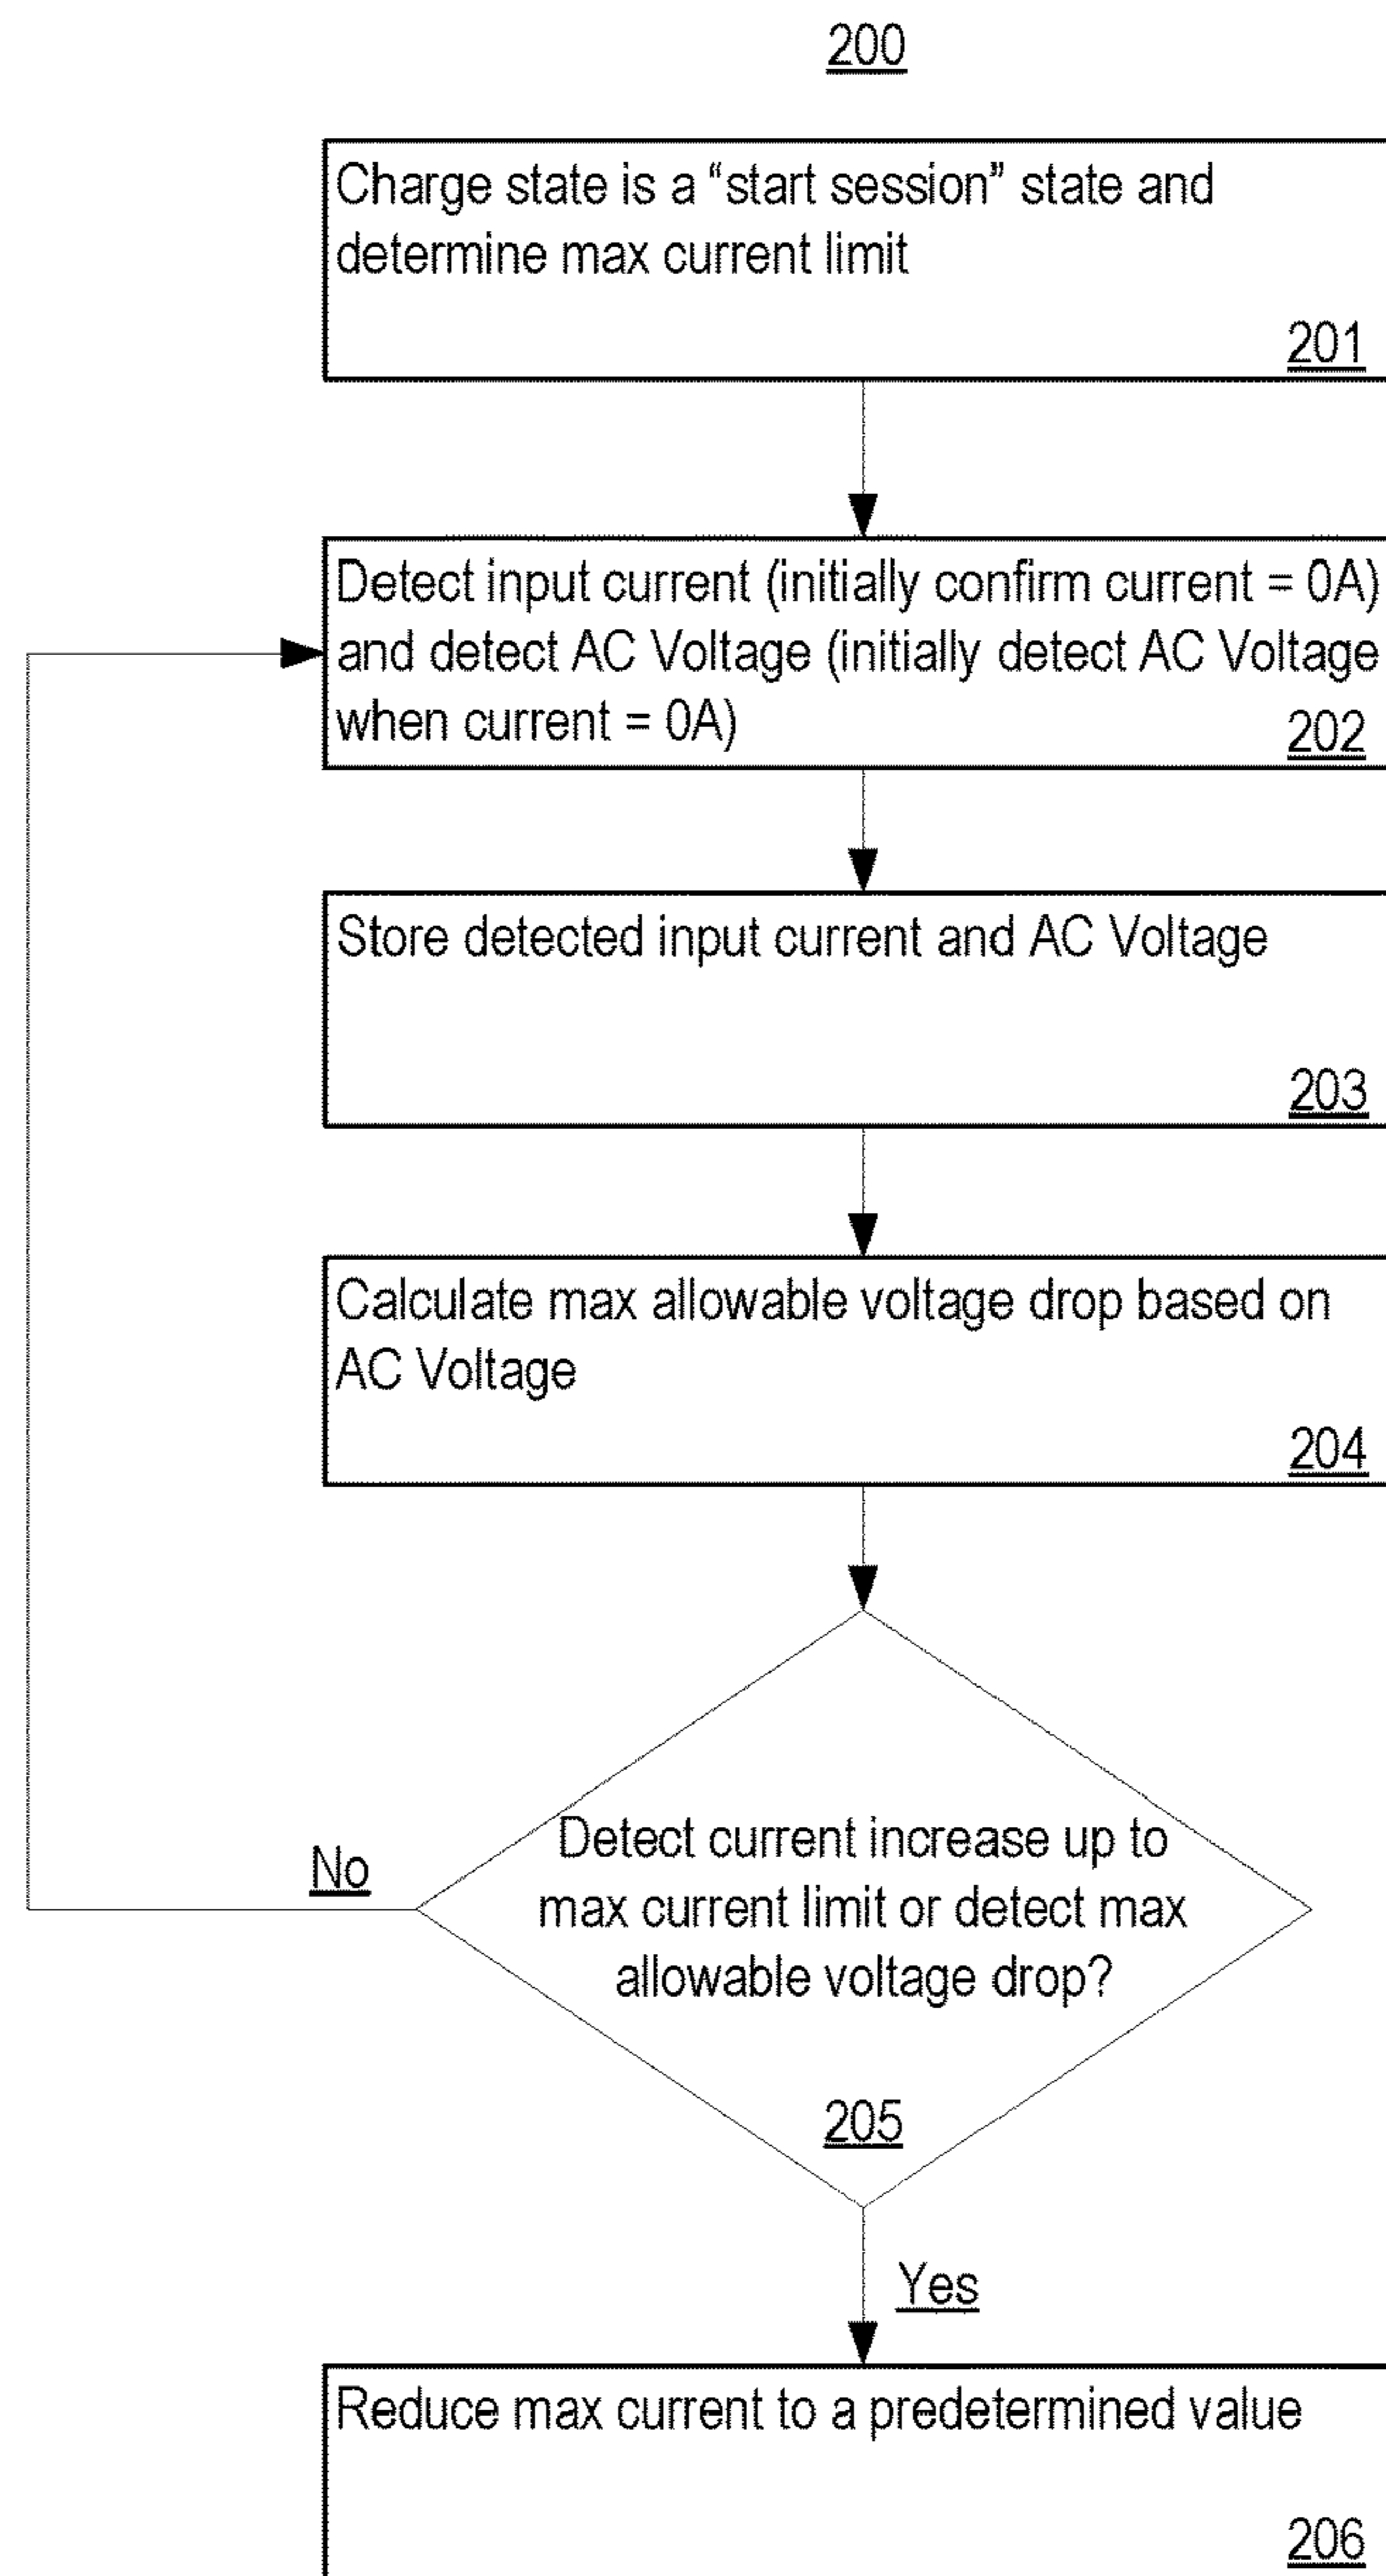 200
Charge state is a “start session” state and
determine max current limit
201
Detect input current (initially confirm current = 0A)
and detect AC Voltage (initially detect AC Voltage
when current = 0A)
202
Store detected input current and AC Voltage
203
Calculate max allowable voltage drop based on
AC Voltage
204
Detect current increase up to
max current limit or detect max
allowable voltage drop?
No
205
Yes
Reduce max current to a predetermined value
206